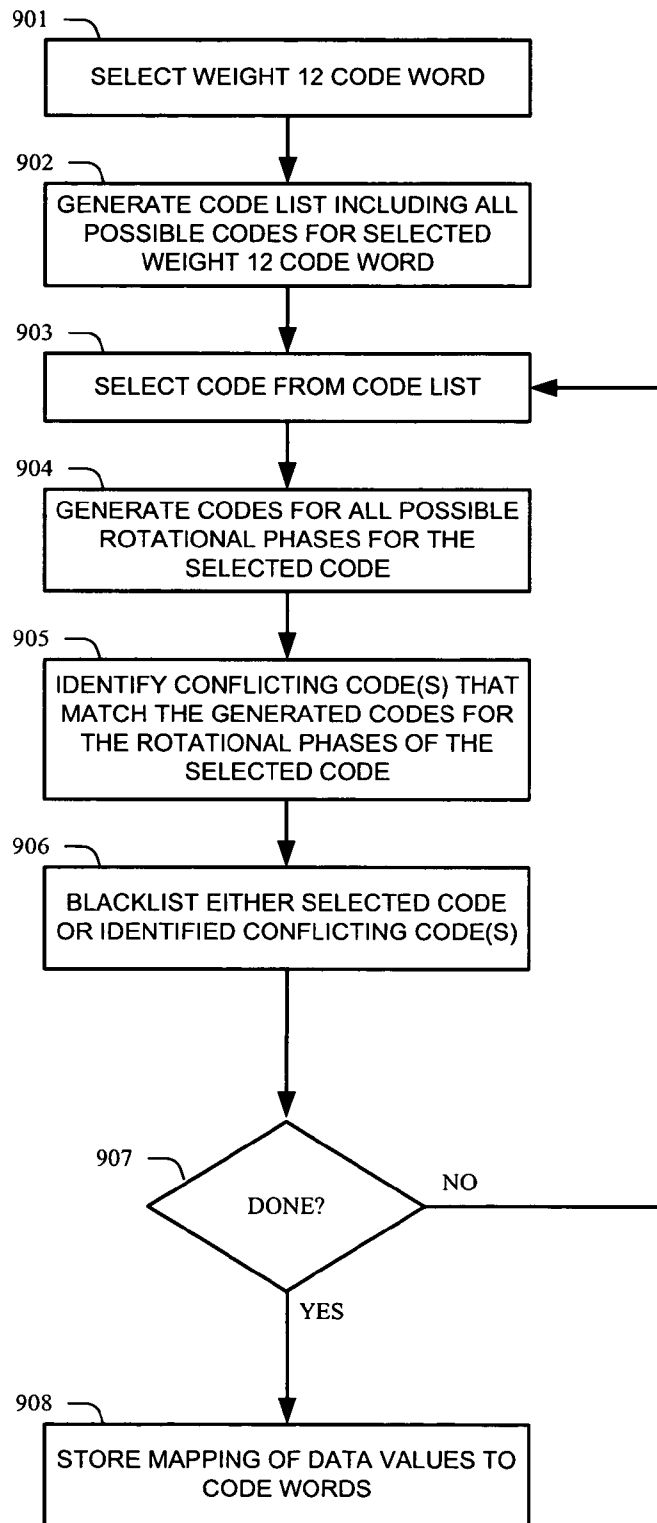 901
SELECT WEIGHT 12 CODE WORD
902
GENERATE CODE LIST INCLUDING ALL
POSSIBLE CODES FOR SELECTED
WEIGHT 12 CODE WORD
903
SELECT CODE FROM CODE LIST
904
GENERATE CODES FOR ALL POSSIBLE
ROTATIONAL PHASES FOR THE
SELECTED CODE
905
IDENTIFY CONFLICTING CODE(S) THAT
MATCH THE GENERATED CODES FOR
THE ROTATIONAL PHASES OF THE
SELECTED CODE
906
BLACKLIST EITHER SELECTED CODE
OR IDENTIFIED CONFLICTING CODE(S)
907
DONE?
NO
YES
908
STORE MAPPING OF DATA VALUES TO
CODE WORDS